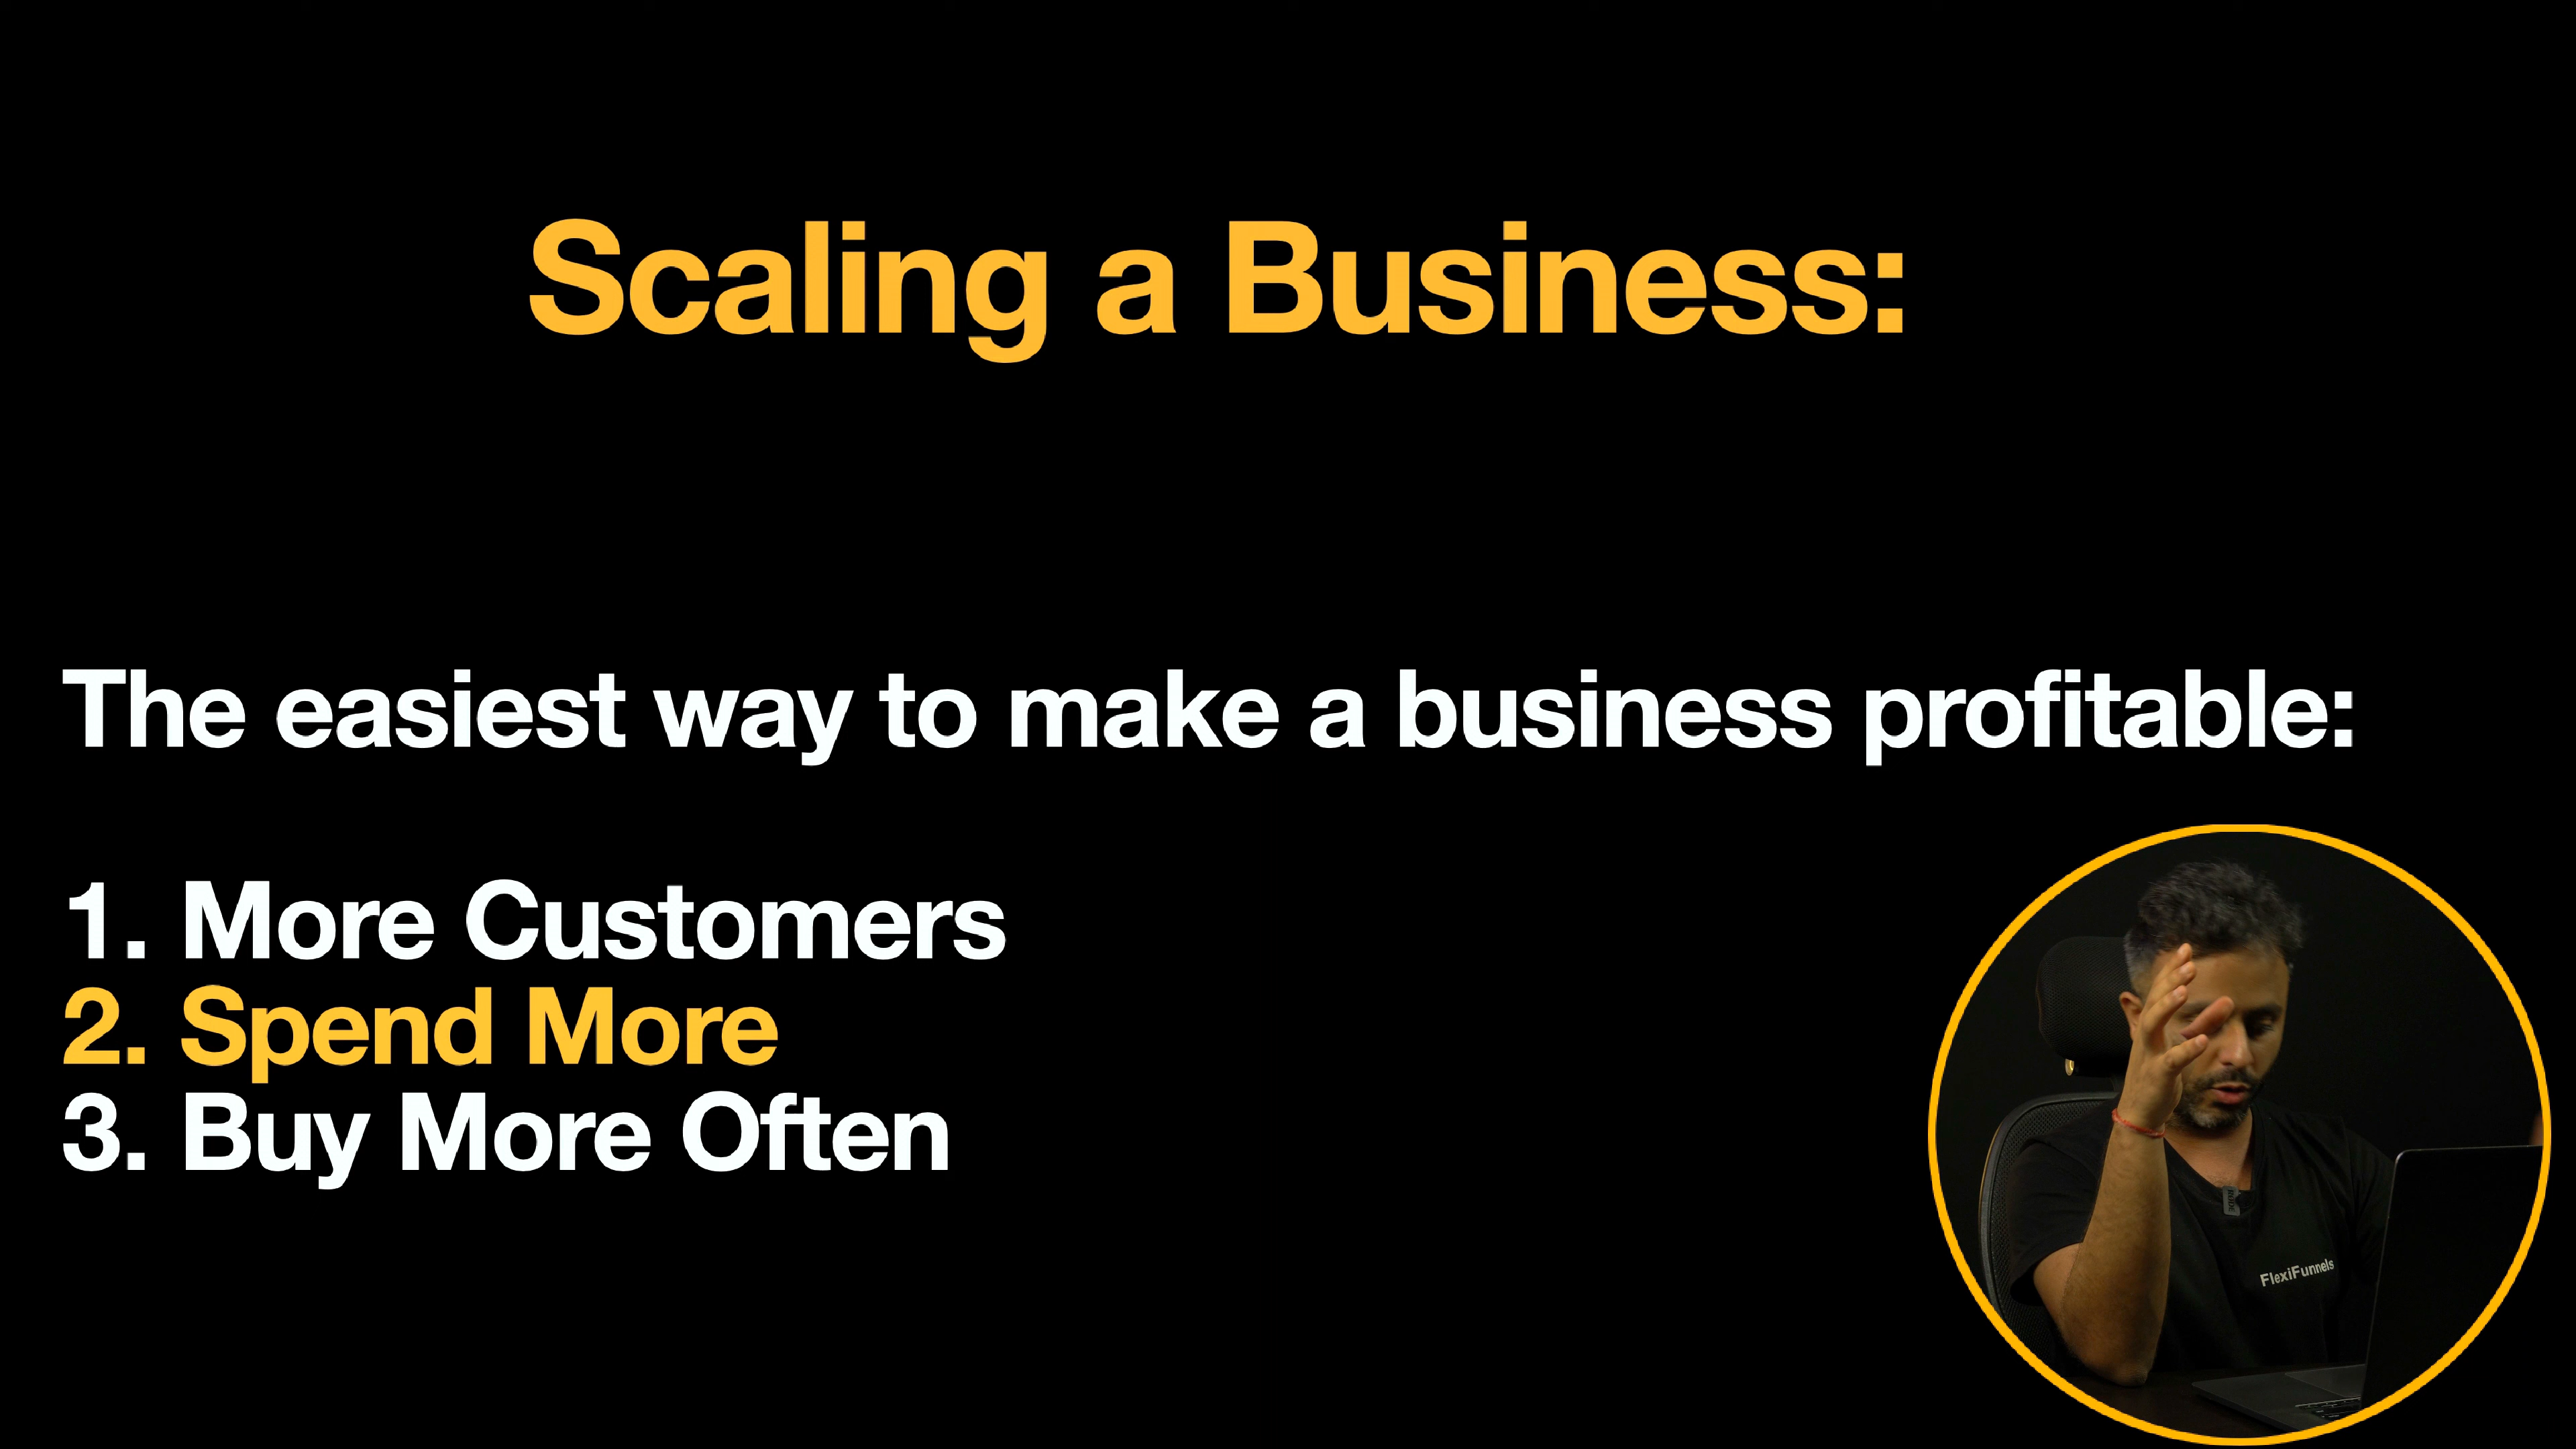 Scaling a Business:
The easiest way to make a business profitable:
1. More Customers
2. Spend More
3. Buy More Often
FlexiFunnels